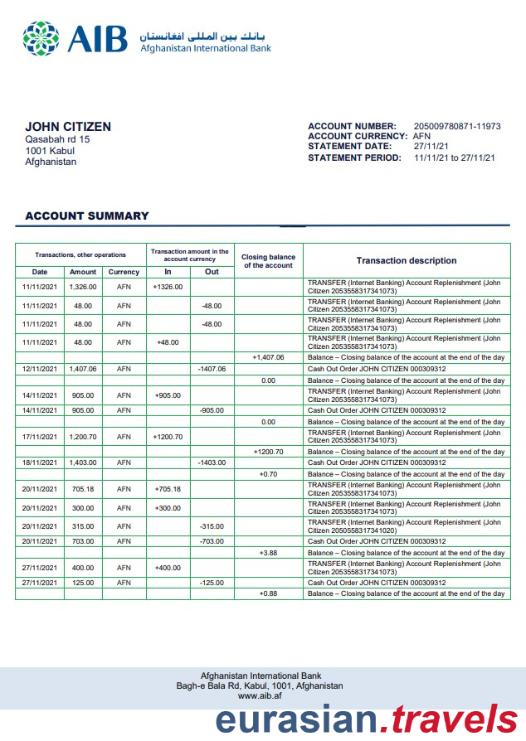 AIB
بانك بين المللی افغانستان
Afghanistan International Bank
JOHN CITIZEN
Qasabah rd 15
1001 Kabul
Afghanistan
ACCOUNT NUMBER: 205009780871-11973
ACCOUNT CURRENCY: AFN
STATEMENT DATE: 27/11/21
STATEMENT PERIOD: 11/11/21 to 27/11/21
ACCOUNT SUMMARY
Transactions, other operations
Transaction amount in the
account currency
Closing balance
of the account
Transaction description
Date Amount Currency In Out
11/11/2021 1,326.00 AFN +1326.00 TRANSFER (Internet Banking) Account Replenishment (John
Citizen 2053558317341073)
11/11/2021 48.00 AFN -48.00 TRANSFER (Internet Banking) Account Replenishment (John
Citizen 2053558317341073)
11/11/2021 48.00 AFN -48.00 TRANSFER (Internet Banking) Account Replenishment (John
Citizen 2053558317341073)
11/11/2021 48.00 AFN +48.00 TRANSFER (Internet Banking) Account Replenishment (John
Citizen 2053558317341073)
+1,407.06 Balance – Closing balance of the account at the end of the day
12/11/2021 1,407.06 AFN -1407.06 Cash Out Order JOHN CITIZEN 000309312
0.00 Balance – Closing balance of the account at the end of the day
14/11/2021 905.00 AFN +905.00 TRANSFER (Internet Banking) Account Replenishment (John
Citizen 2053558317341073)
14/11/2021 905.00 AFN -905.00 Cash Out Order JOHN CITIZEN 000309312
0.00 Balance – Closing balance of the account at the end of the day
17/11/2021 1,200.70 AFN +1200.70 TRANSFER (Internet Banking) Account Replenishment (John
Citizen 2053558317341073)
+1200.70 Balance – Closing balance of the account at the end of the day
18/11/2021 1,403.00 AFN -1403.00 Cash Out Order JOHN CITIZEN 000309312
+0.70 Balance – Closing balance of the account at the end of the day
20/11/2021 705.18 AFN +705.18 TRANSFER (Internet Banking) Account Replenishment (John
Citizen 2053558317341073)
20/11/2021 300.00 AFN +300.00 TRANSFER (Internet Banking) Account Replenishment (John
Citizen 2053558317341073)
20/11/2021 315.00 AFN -315.00 TRANSFER (Internet Banking) Account Replenishment (John
Citizen 2050558317341020)
20/11/2021 703.00 AFN -703.00 Cash Out Order JOHN CITIZEN 000309312
+3.88 Balance – Closing balance of the account at the end of the day
27/11/2021 400.00 AFN +400.00 TRANSFER (Internet Banking) Account Replenishment (John
Citizen 2053558317341073)
27/11/2021 125.00 AFN -125.00 Cash Out Order JOHN CITIZEN 000309312
+0.88 Balance – Closing balance of the account at the end of the day
Afghanistan International Bank
Bagh-e Bala Rd, Kabul, 1001, Afghanistan
www.aib.af
eurasian.travels